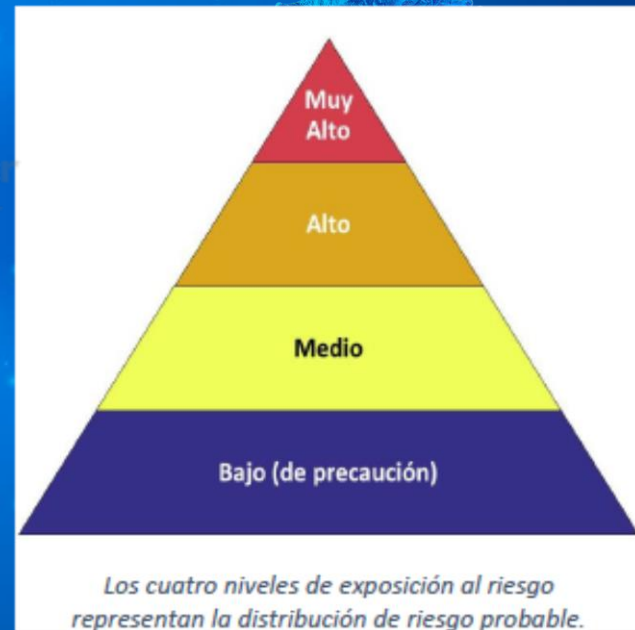 Muy
Alto
Alto
Medio
Bajo (de precaución)
Los cuatro niveles de exposición al riesgo
representan la distribución de riesgo probable.